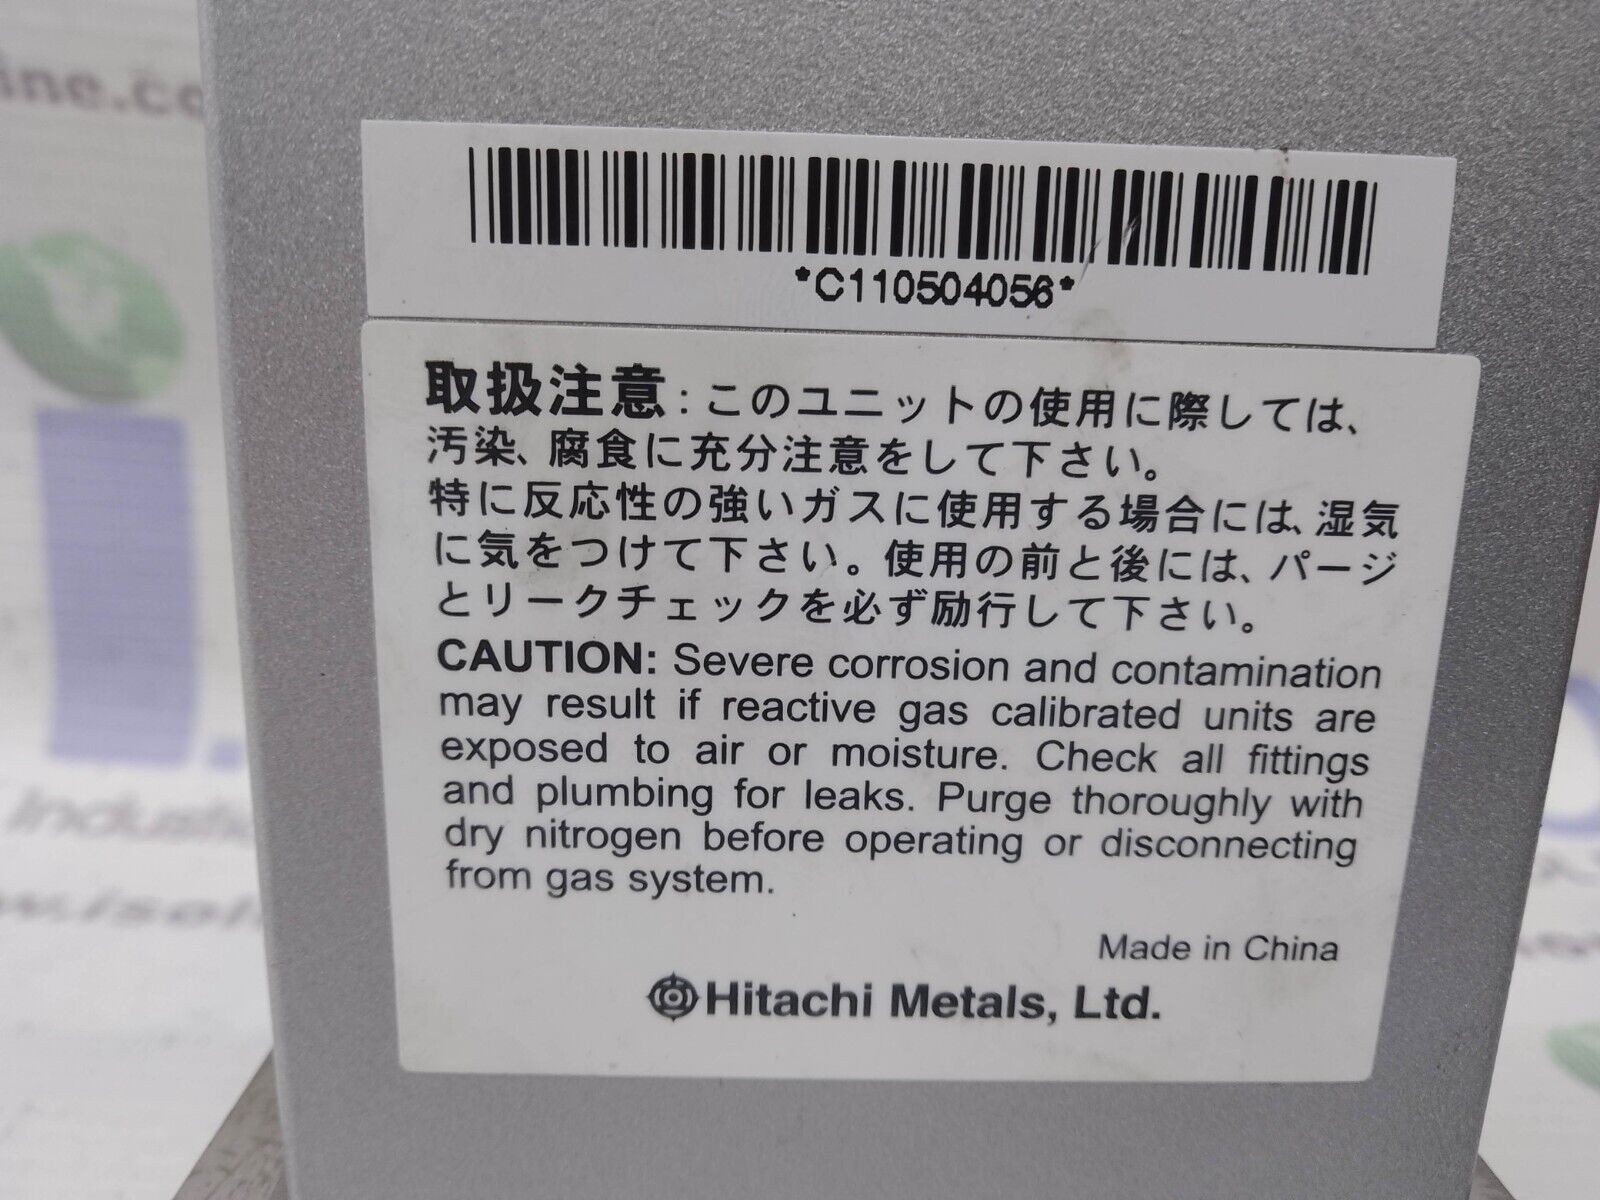 *C110504056*
取扱注意:このユニットの使用に際しては、
汚染、腐食に充分注意をして下さい。
特に反応性の強いガスに使用する場合には、湿気
に気をつけて下さい。使用の前と後には、パージ
とリークチェックを必ず励行して下さい。
CAUTION: Severe corrosion and contamination
may result if reactive gas calibrated units are
exposed to air or moisture. Check all fittings
and plumbing for leaks. Purge thoroughly with
dry nitrogen before operating or disconnecting
from gas system.
Made in China
Hitachi Metals, Ltd.